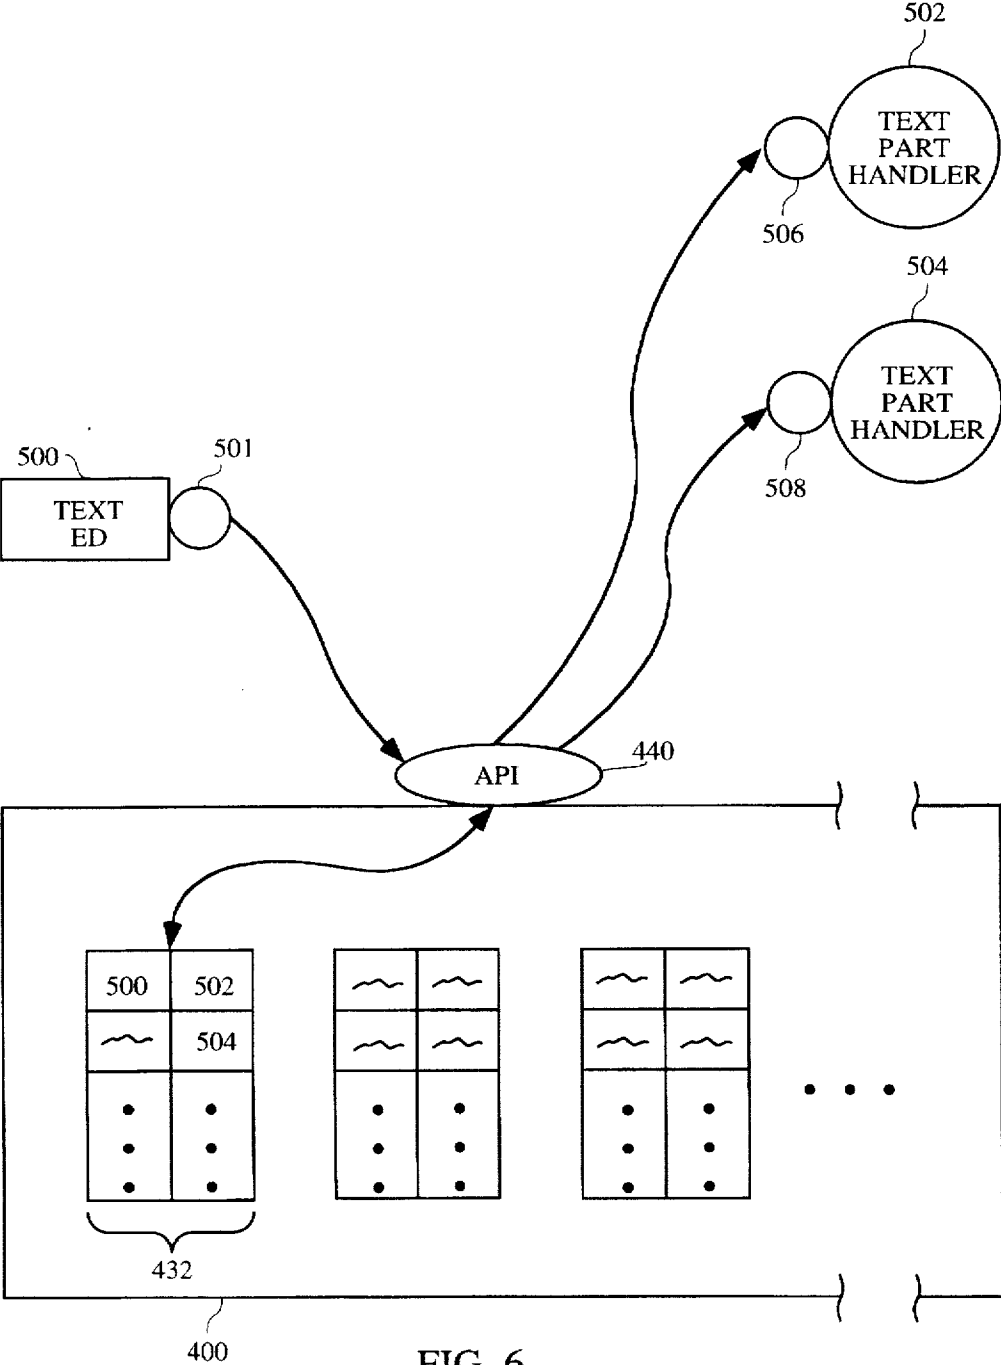 502
TEXT
PART
HANDLER
506
504
TEXT
PART
HANDLER
508
500
501
TEXT
ED
440
API
500 502
504
432
400
FIG. 6